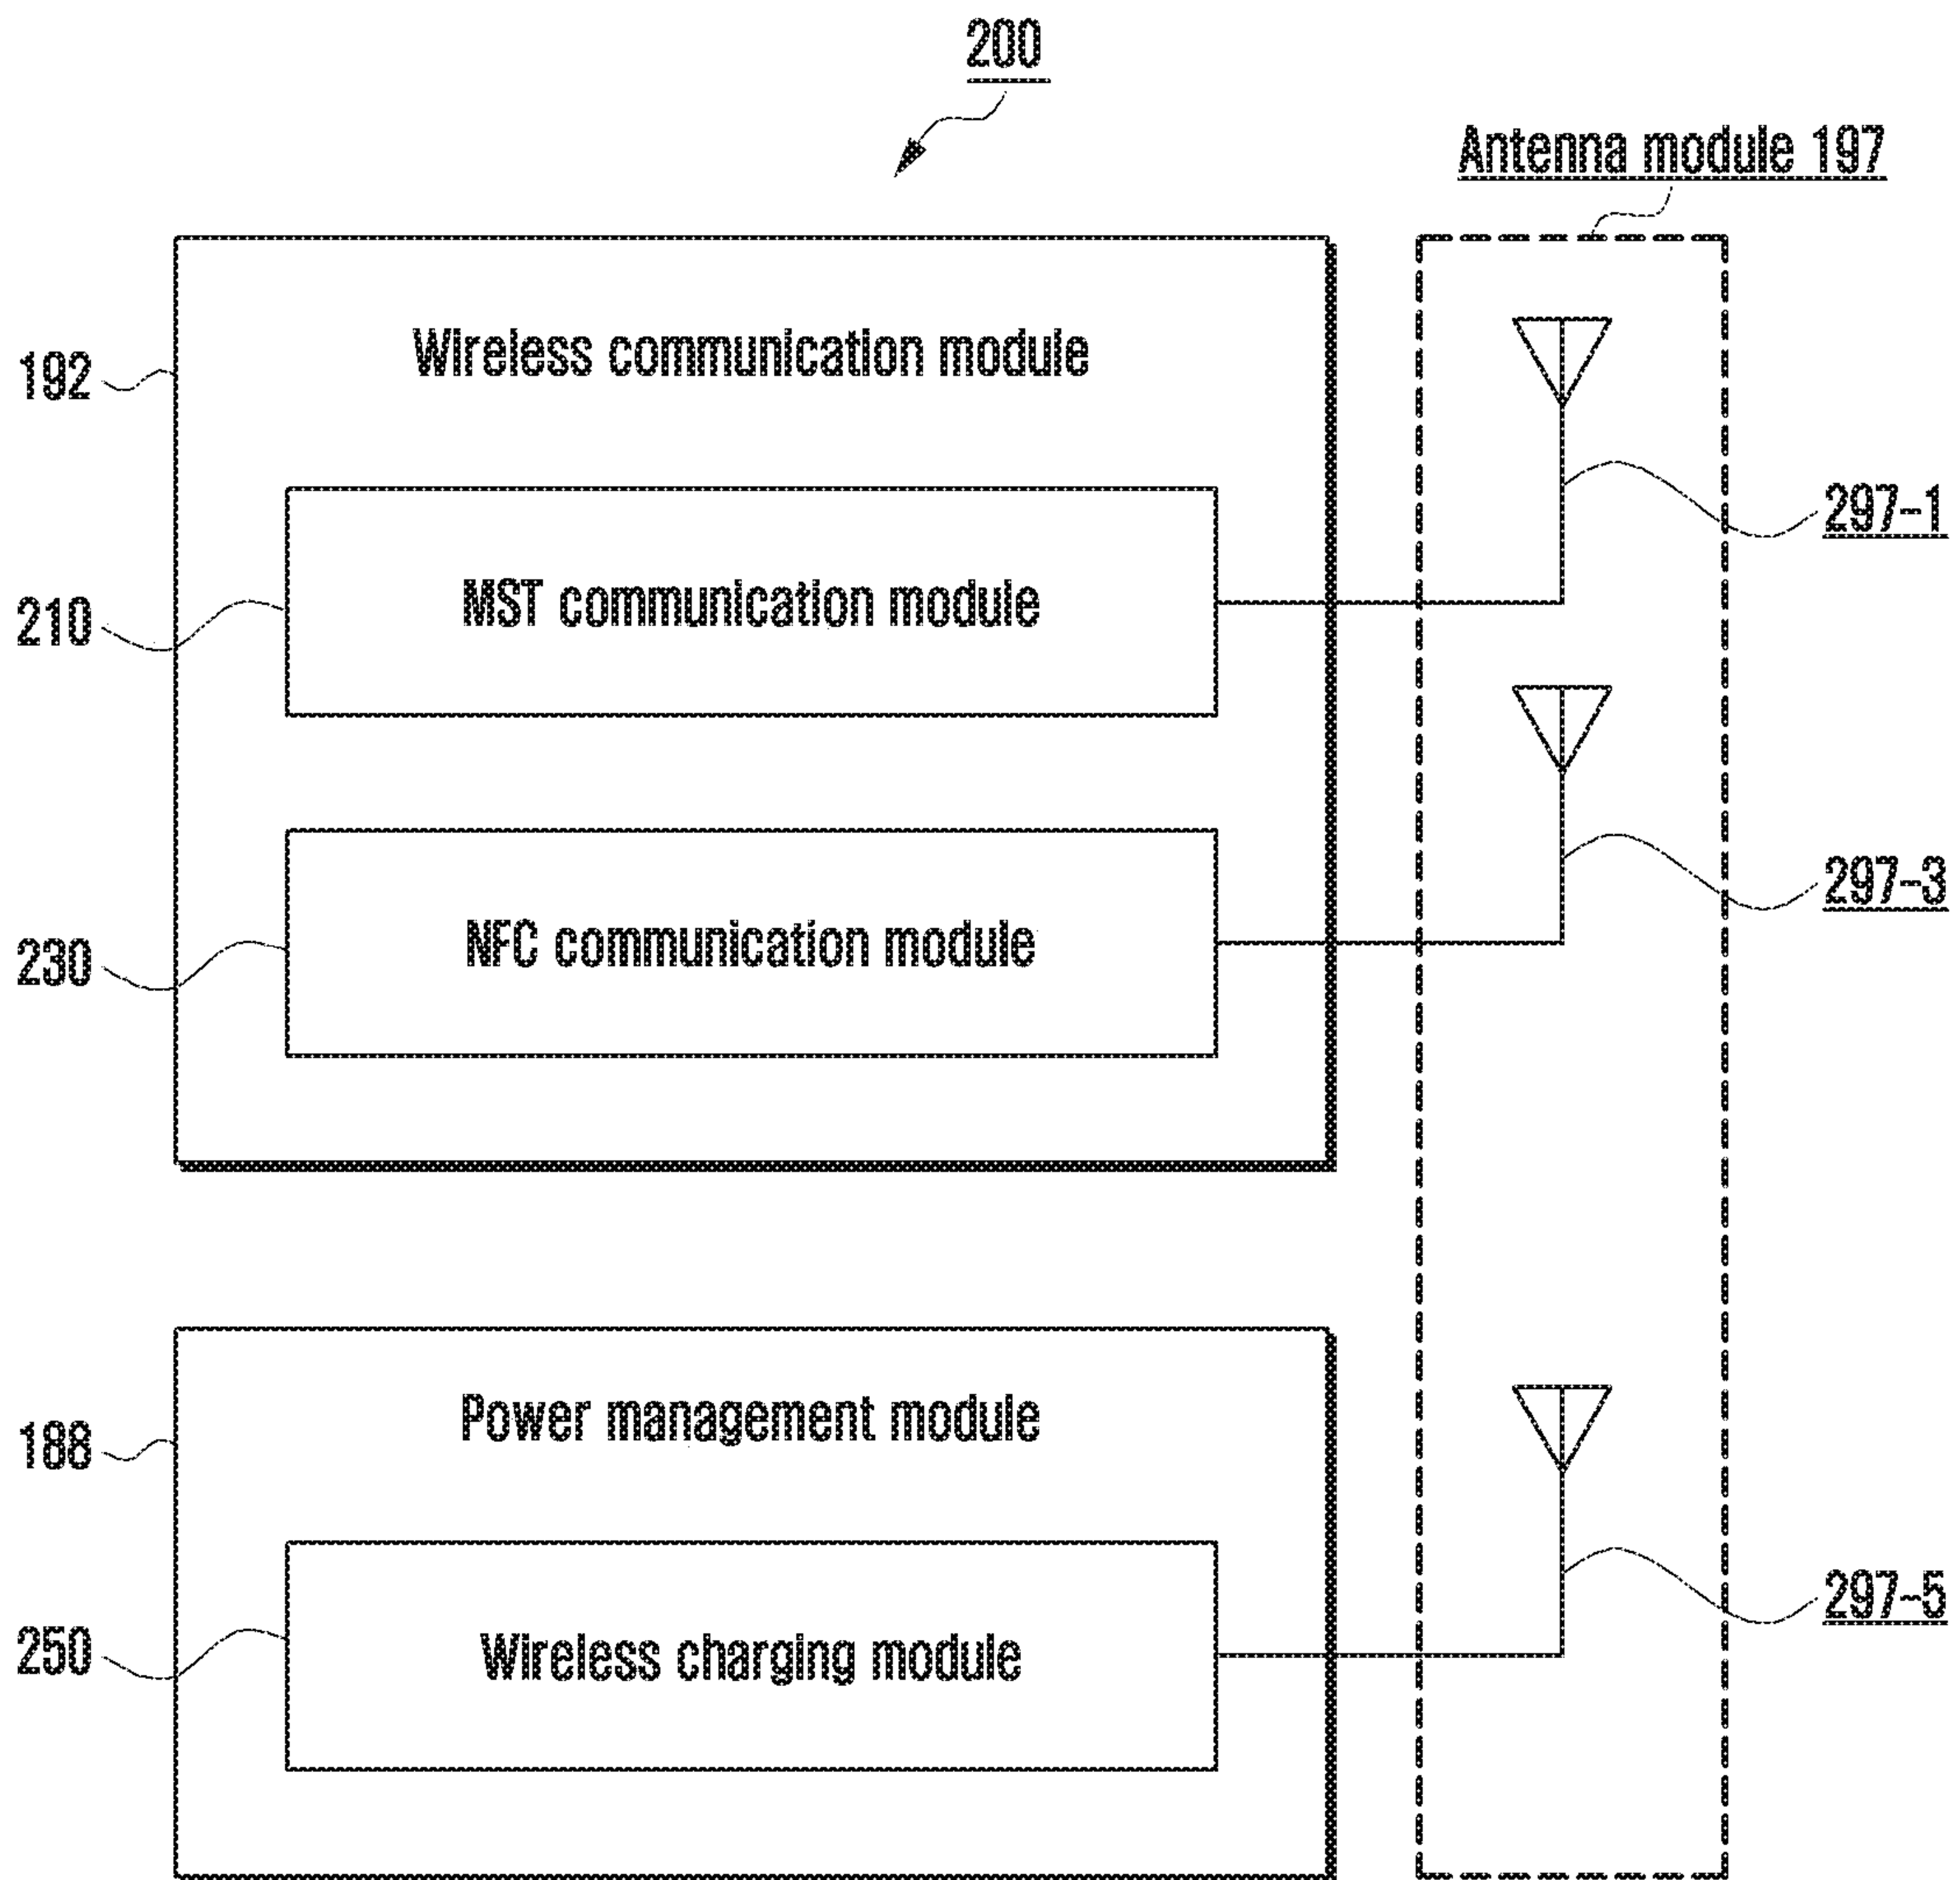 200
Antenna module 197
192
Wireless communication module
297-1
210
MST communication module
297-3
230
NFC communication module
188
Power management module
297-5
250
Wireless charging module